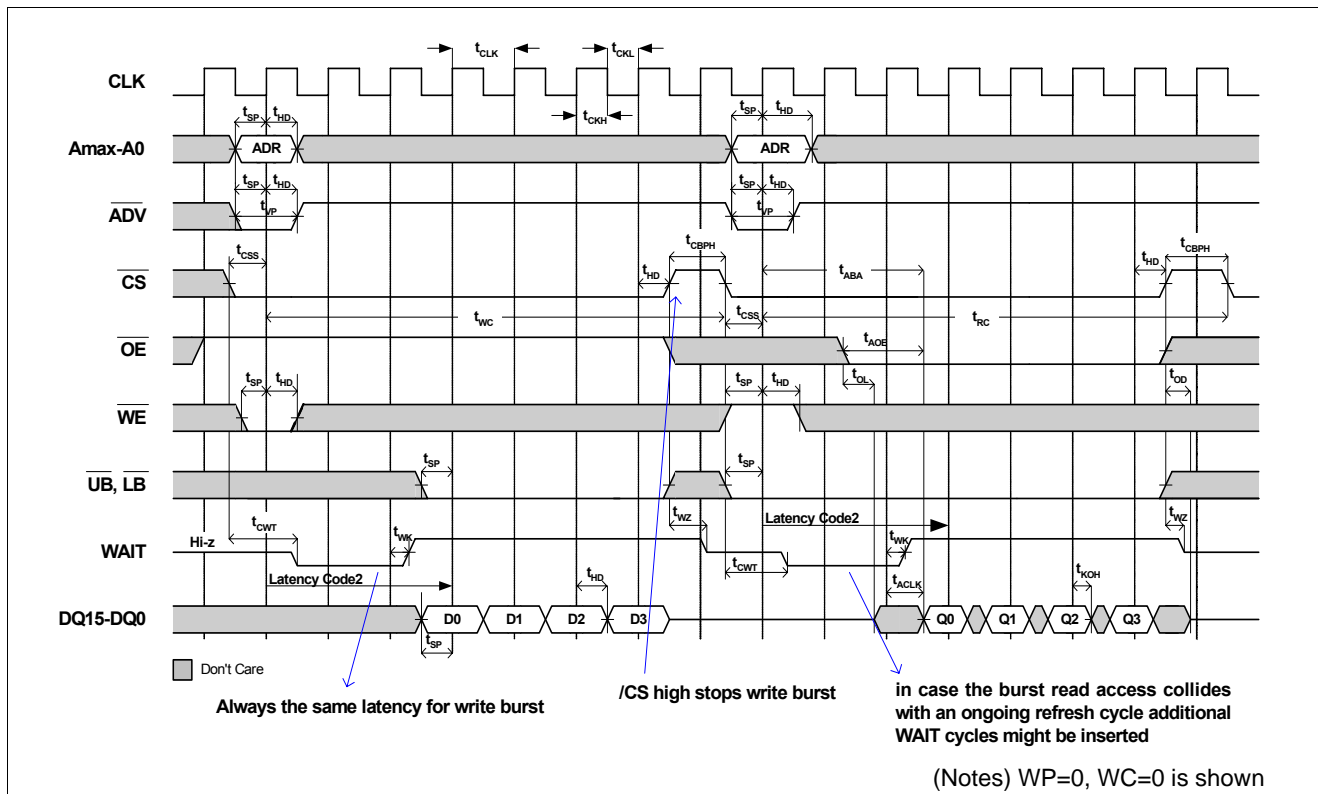 tCLK tCKL
CLK
tSP tHD tCKH tSP tHD
Amax-A0 ADR ADR
tSP tHD tSP tHD
ADV tVP tVP
tCSS tCBPH tCBPH
CS tHD tABA tHD
tWC tCSS tRC
OE tAOE
tSP tHD tSP tHD tOL tOD
WE
tSP tSP
UB, LB
tCWT tWZ Latency Code2 tWZ
WAIT Hi-z tWK tCWT tWK
Latency Code2 tHD tACLK tKOH
DQ15-DQ0 D0 D1 D2 D3 Q0 Q1 Q2 Q3
tSP
Don't Care
Always the same latency for write burst
/CS high stops write burst
in case the burst read access collides
with an ongoing refresh cycle additional
WAIT cycles might be inserted
(Notes) WP=0, WC=0 is shown